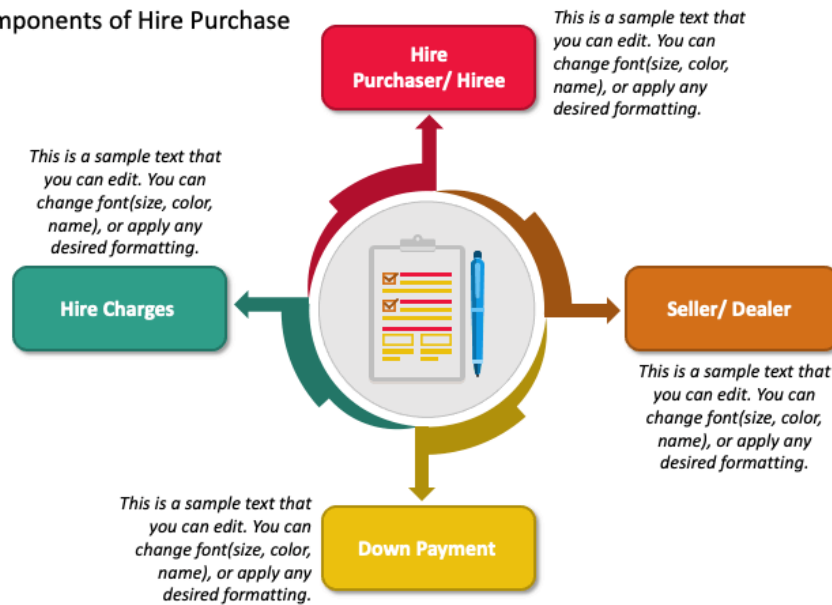 mponents of Hire Purchase
Hire
Purchaser/ Hiree
This is a sample text that
you can edit. You can
change font(size, color,
name), or apply any
desired formatting.
This is a sample text that
you can edit. You can
change font(size, color,
name), or apply any
desired formatting.
Hire Charges
Seller/ Dealer
This is a sample text that
you can edit. You can
change font(size, color,
name), or apply any
desired formatting.
This is a sample text that
you can edit. You can
change font(size, color,
name), or apply any
desired formatting.
Down Payment